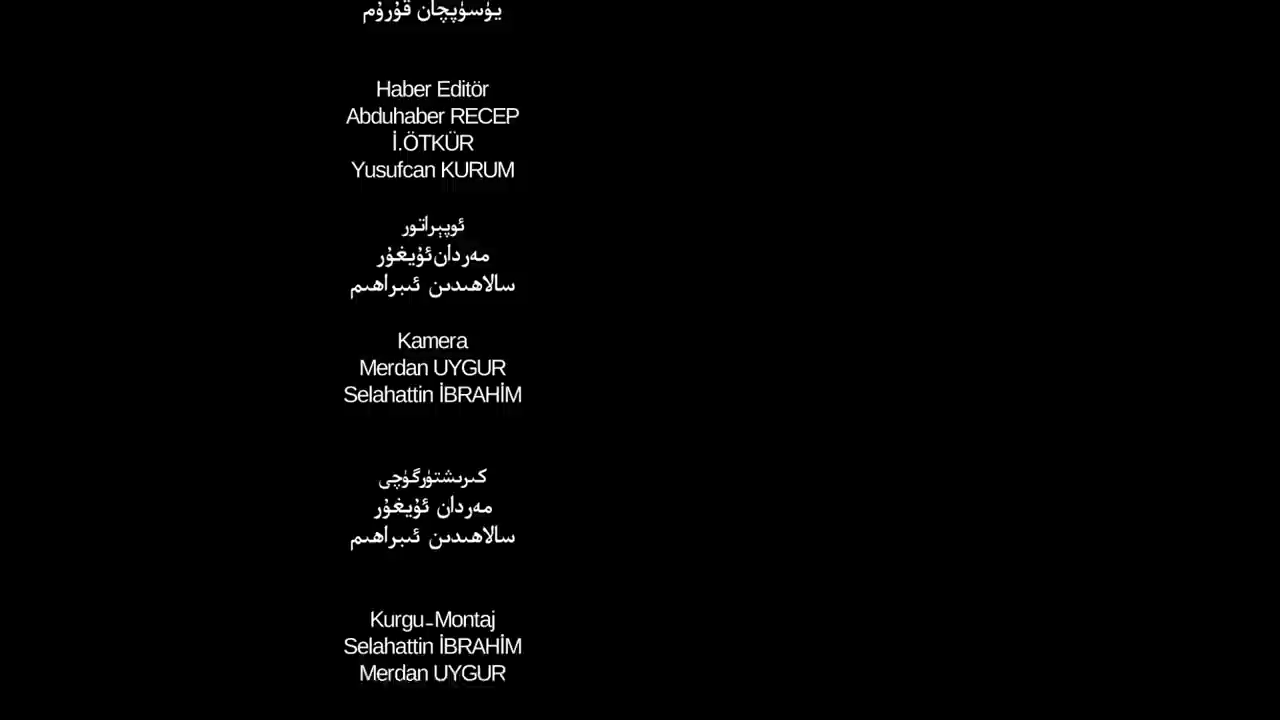 يۈسۈپجان قۇرۇم
Haber Editör
Abduhaber RECEP
İ.ÖTKÜR
Yusufcan KURUM
ئوپېراتور
مەردان ئۇيغۇر
سالاھىدىن ئىبراھىم
Kamera
Merdan UYGUR
Selahattin İBRAHİM
كىرىشتۈرگۈچى
مەردان ئۇيغۇر
سالاھىدىن ئىبراھىم
Kurgu-Montaj
Selahattin İBRAHİM
Merdan UYGUR